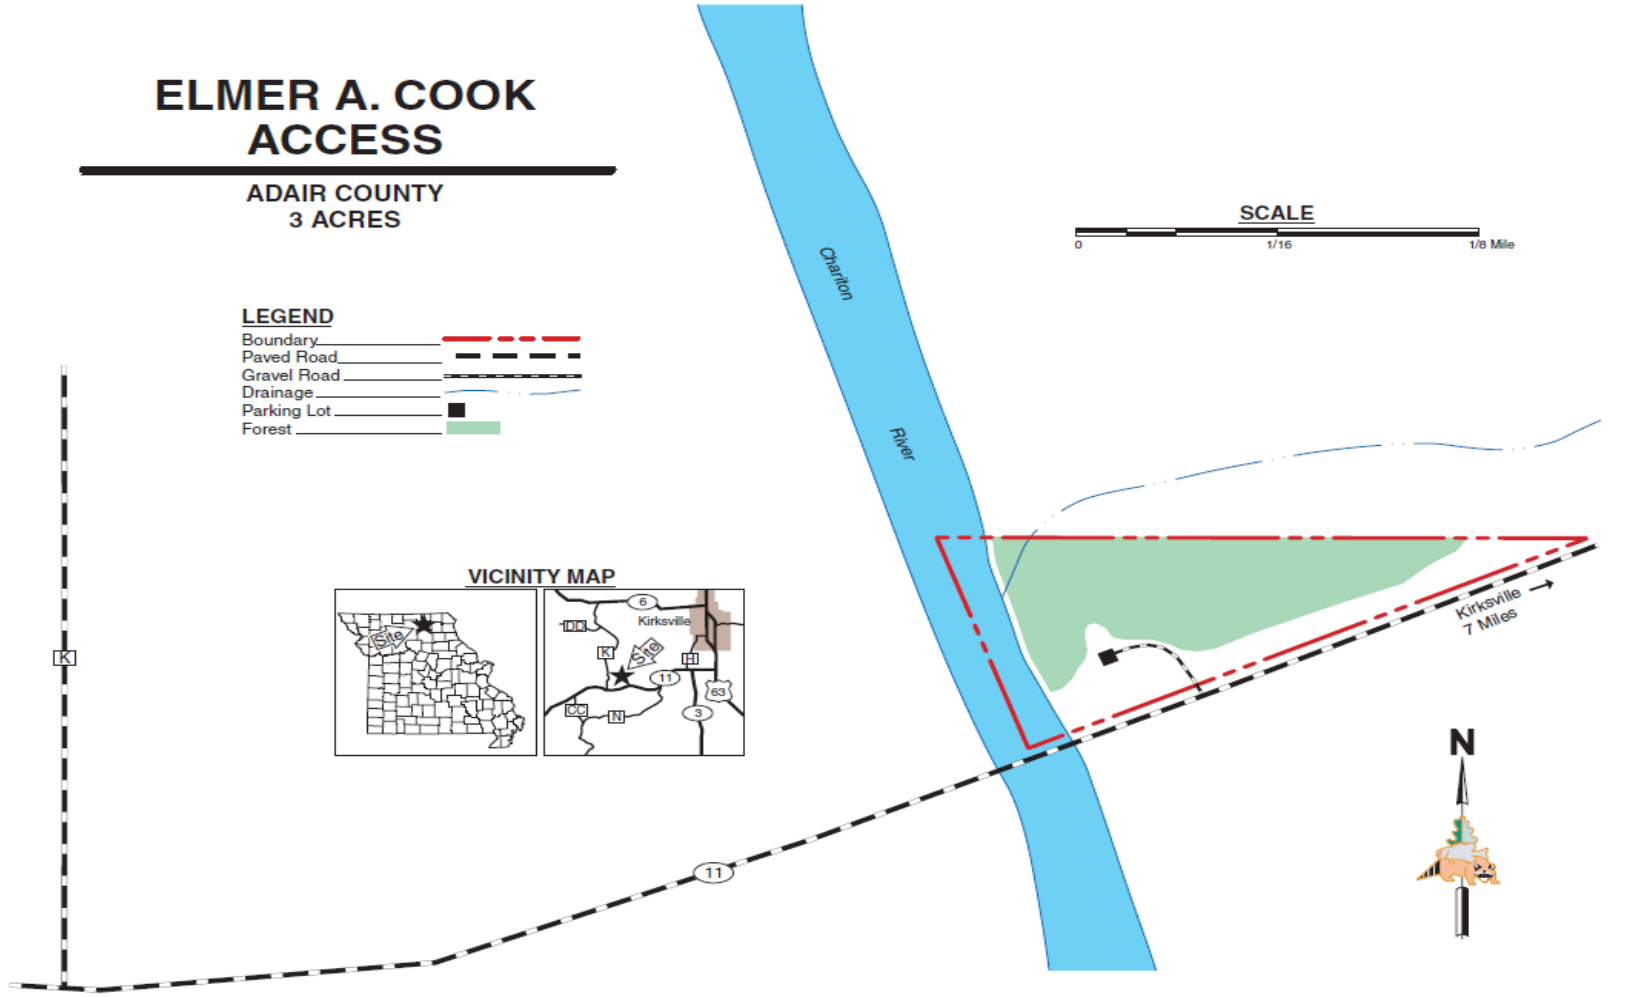 ELMER A. COOK
ACCESS
ADAIR COUNTY
3 ACRES
SCALE
0 1/16 1/8 Mile
LEGEND
Boundary
Paved Road
Gravel Road
Drainage
Parking Lot
Forest
Chariton
River
VICINITY MAP
Site
6
Kirksville
DD
K
Site
H
11
63
CC
N
3
K
Kirksville
7 Miles
N
11